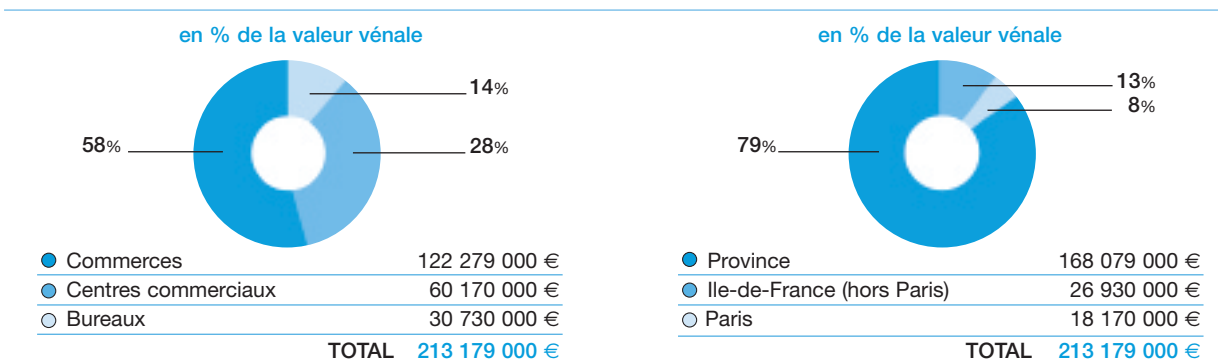 en % de la valeur vénale
14%
58%
28%
Commerces 122 279 000 €
Centres commerciaux 60 170 000 €
Bureaux 30 730 000 €
TOTAL 213 179 000 €
en % de la valeur vénale
13%
8%
79%
Province 168 079 000 €
Ile-de-France (hors Paris) 26 930 000 €
Paris 18 170 000 €
TOTAL 213 179 000 €